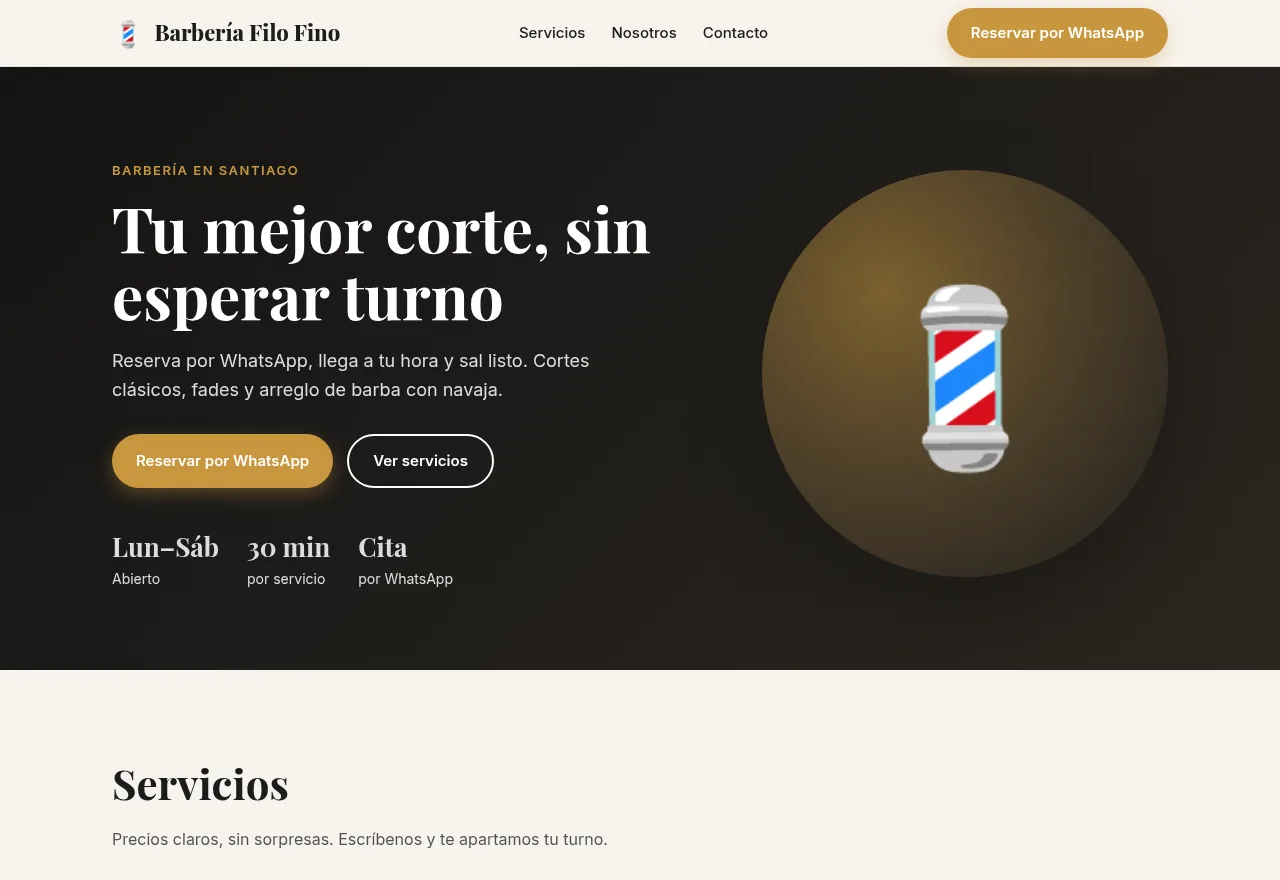 Barbería Filo Fino
Servicios
Nosotros
Contacto
Reservar por WhatsApp
BARBERÍA EN SANTIAGO
Tu mejor corte, sin
esperar turno
Reserva por WhatsApp, llega a tu hora y sal listo. Cortes
clásicos, fades y arreglo de barba con navaja.
Reservar por WhatsApp
Ver servicios
Lun–Sáb
Abierto
30 min
por servicio
Cita
por WhatsApp
Servicios
Precios claros, sin sorpresas. Escríbenos y te apartamos tu turno.